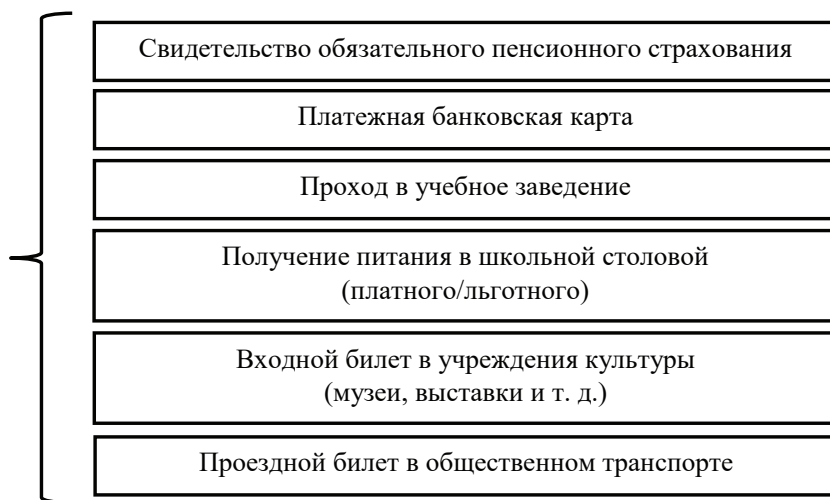 Свидетельство обязательного пенсионного страхования
Платежная банковская карта
Проход в учебное заведение
Получение питания в школьной столовой
(платного/льготного)
Входной билет в учреждения культуры
(музеи, выставки и т. д.)
Проездной билет в общественном транспорте